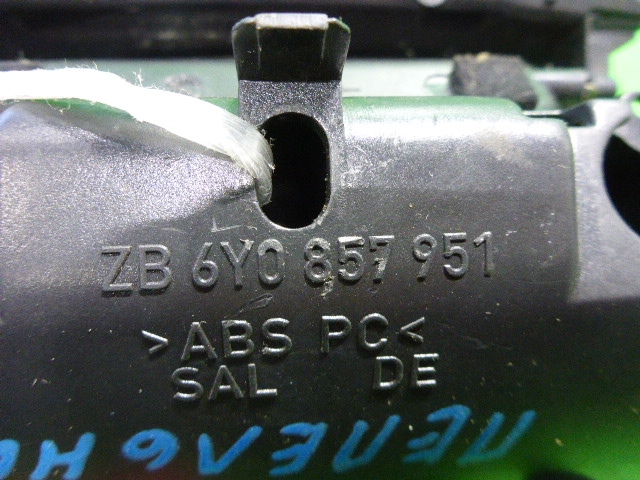 ZB 6Y0 857 951
>ABS PC<
SAL DE